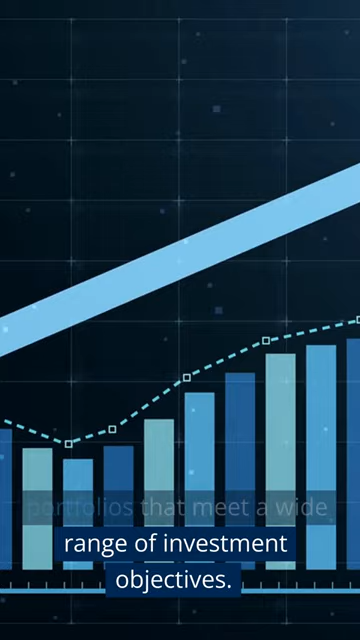 portfolios that meet a wide
range of investment
objectives.